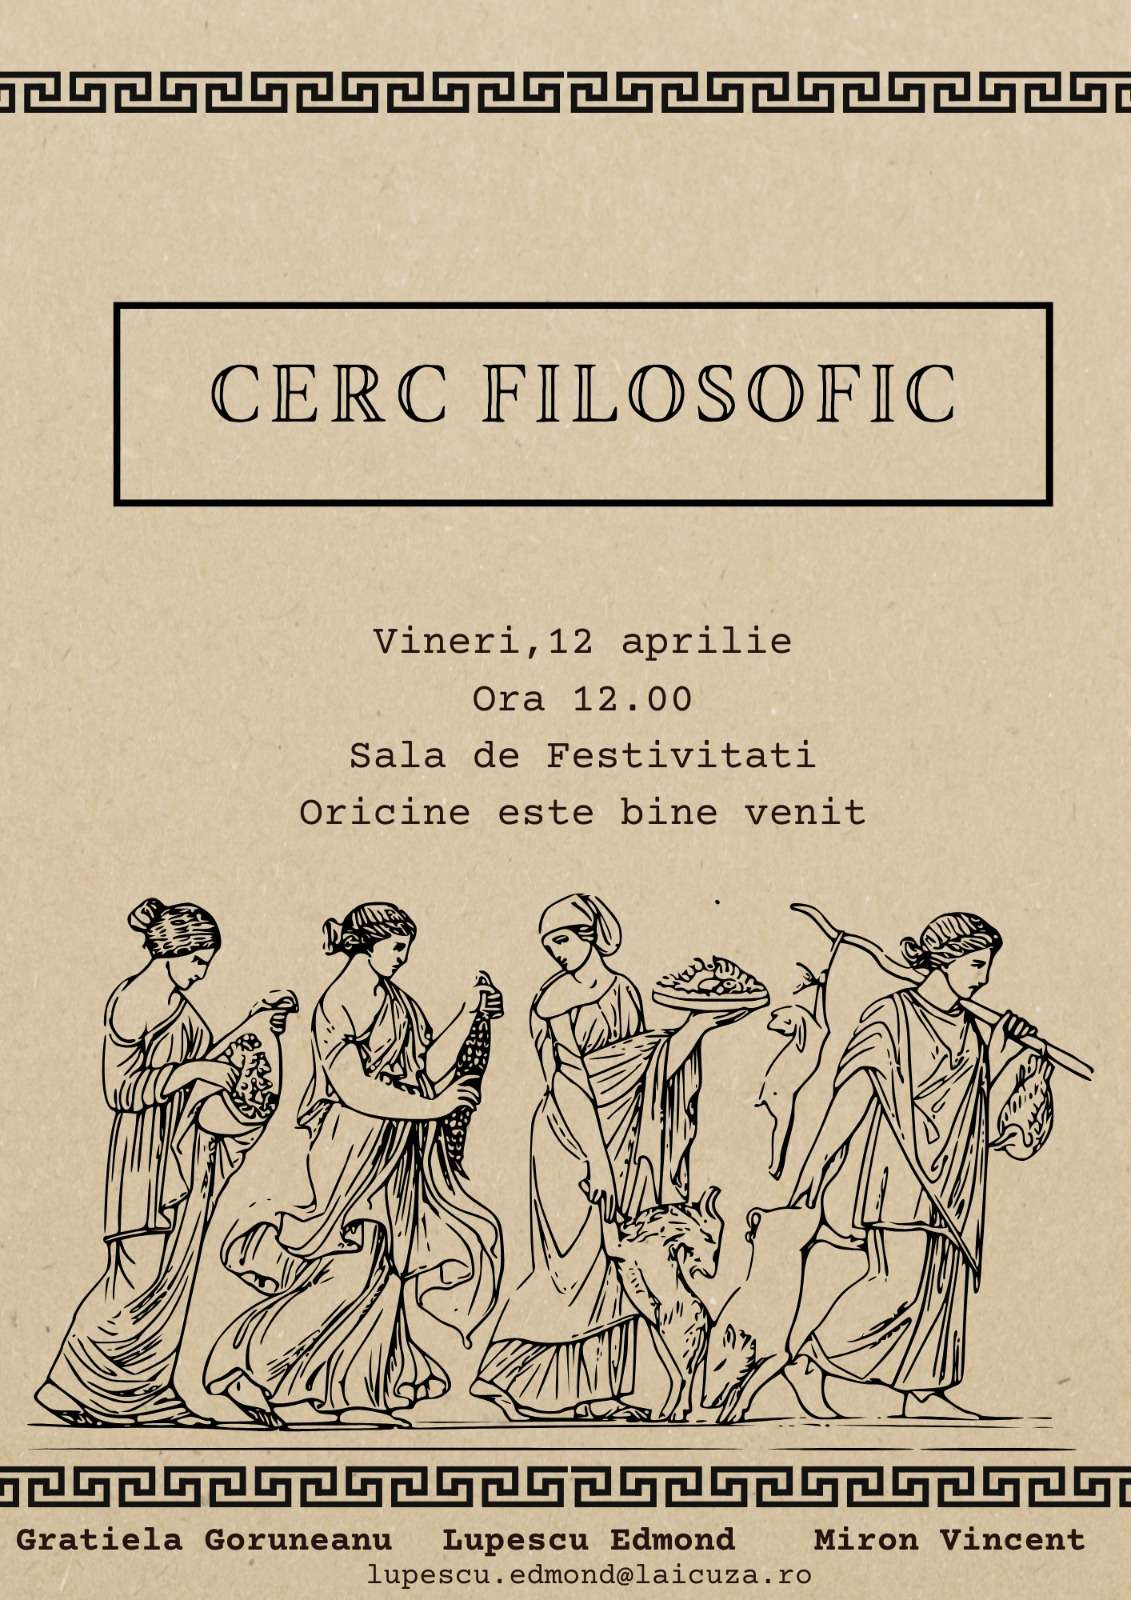 CERC FILOSOFIC
Vineri,12 aprilie
Ora 12.00
Sala de Festivitati
Oricine este bine venit
Gratiela Goruneanu Lupescu Edmond Miron Vincent
lupescu.edmond@laicuza.ro